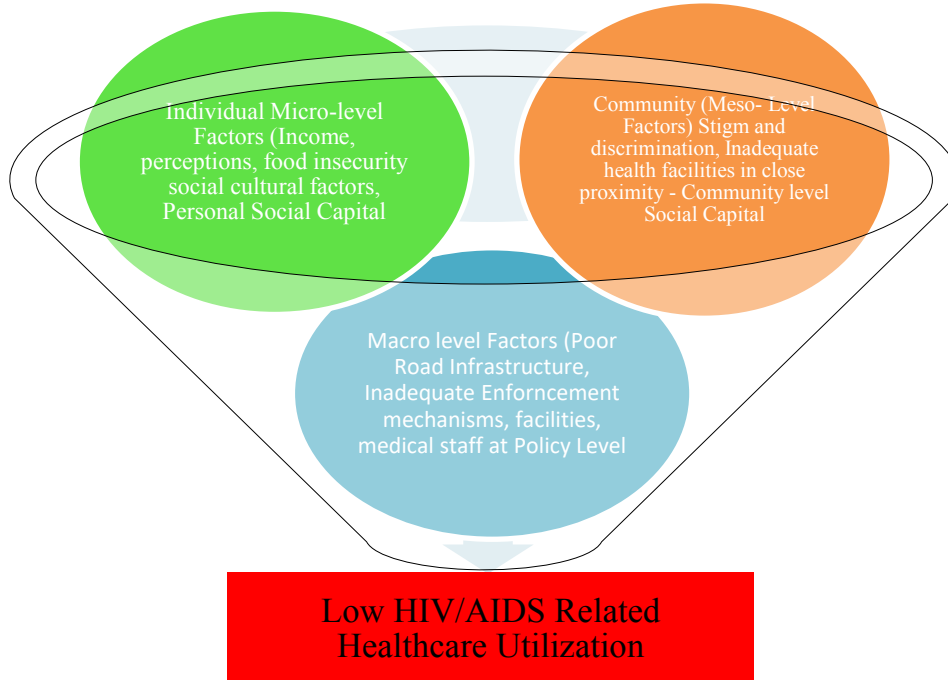 Individual Micro-level
Factors (Income,
perceptions, food insecurity
social cultural factors,
Personal Social Capital
Community (Meso- Level
Factors) Stigm and
discrimination, Inadequate
health facilities in close
proximity - Community level
Social Capital
Macro level Factors (Poor
Road Infrastructure,
Inadequate Enforncement
mechanisms, facilities,
medical staff at Policy Level
Low HIV/AIDS Related
Healthcare Utilization